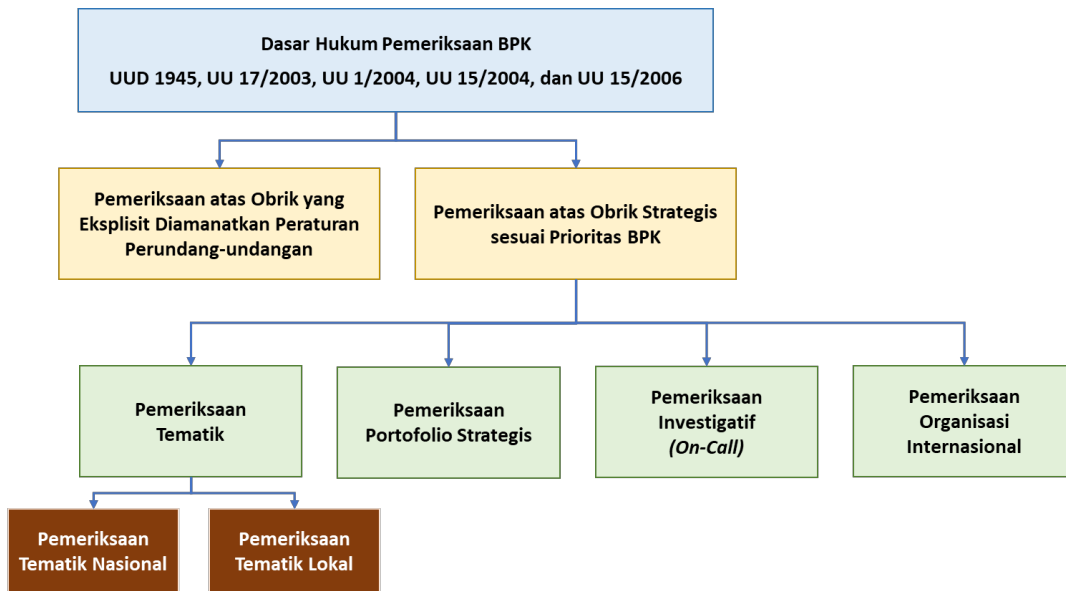 Dasar Hukum Pemeriksaan BPK
UUD 1945, UU 17/2003, UU 1/2004, UU 15/2004, dan UU 15/2006
Pemeriksaan atas Obrik yang
Eksplisit Diamanatkan Peraturan
Perundang-undangan
Pemeriksaan atas Obrik Strategis
sesuai Prioritas BPK
Pemeriksaan
Tematik
Pemeriksaan
Portofolio Strategis
Pemeriksaan
Investigatif
(On-Call)
Pemeriksaan
Organisasi
Internasional
Pemeriksaan
Tematik Nasional
Pemeriksaan
Tematik Lokal